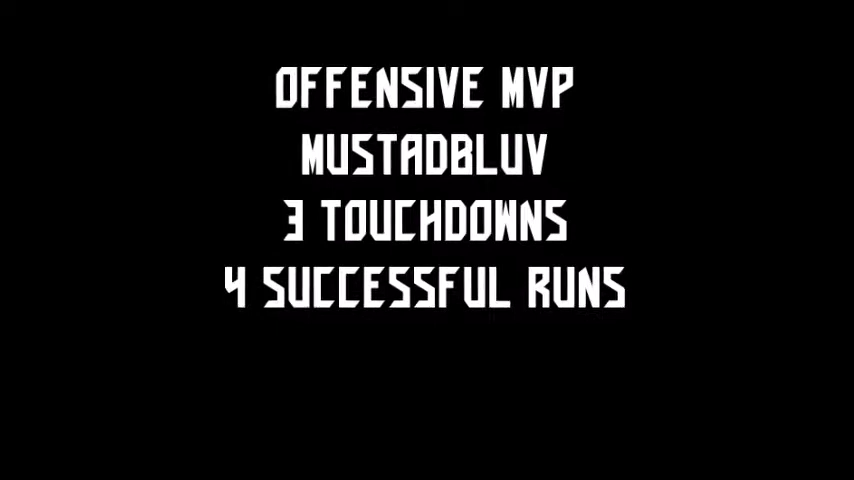 OFFENSIVE MVP
MUSTADBLUV
3 TOUCHDOWNS
4 SUCCESSFUL RUNS